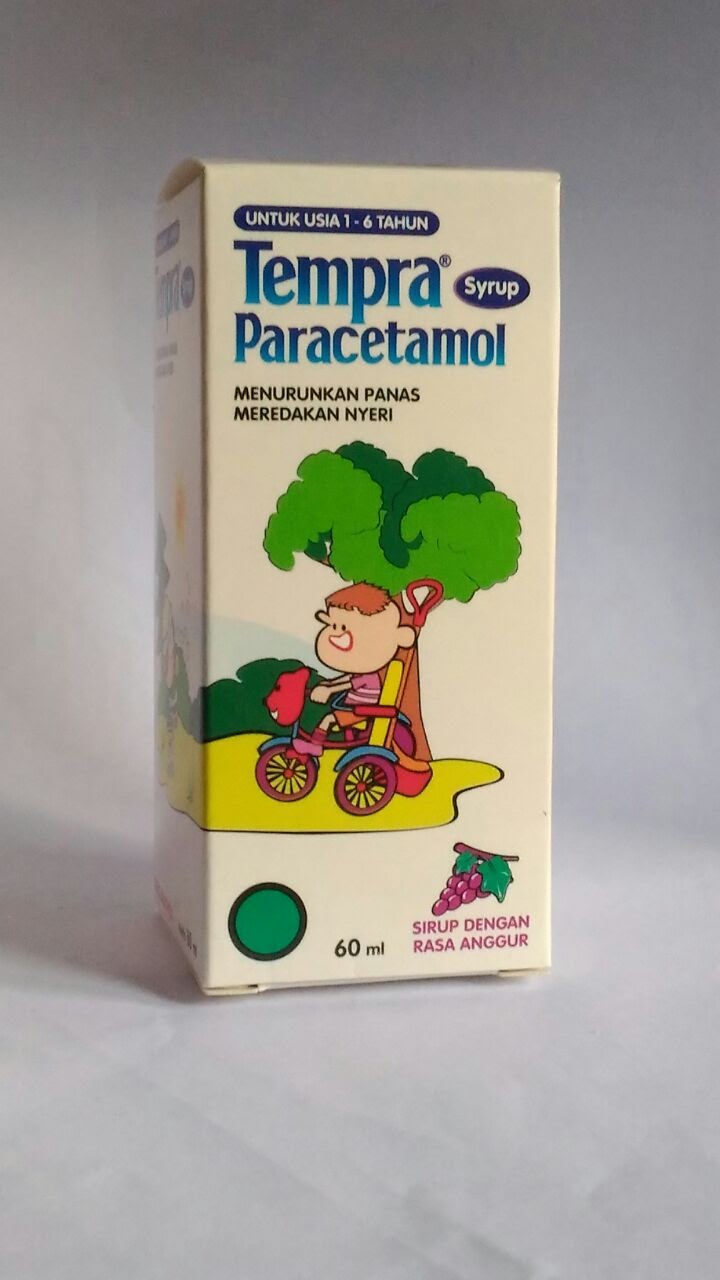 UNTUK USIA 1 - 6 TAHUN
Tempra® Syrup
Paracetamol
MENURUNKAN PANAS
MEREDAKAN NYERI
60 ml
SIRUP DENGAN
RASA ANGGUR